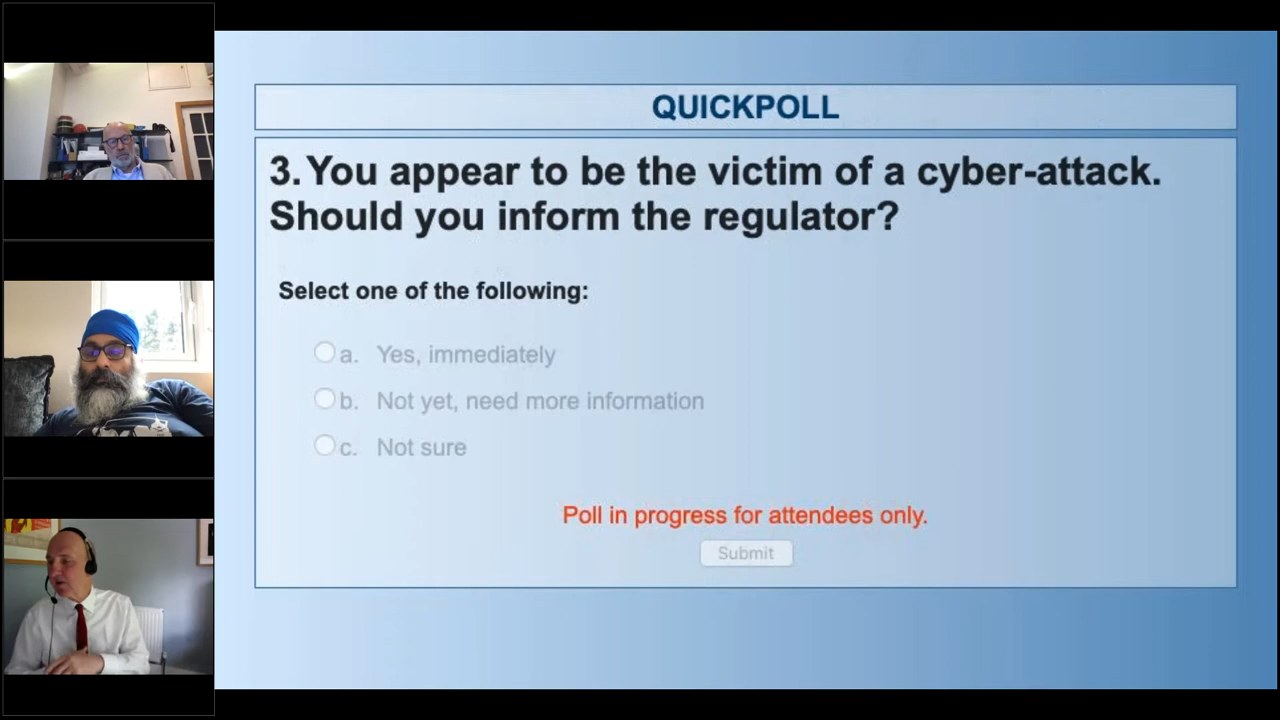 QUICKPOLL
3. You appear to be the victim of a cyber-attack.
Should you inform the regulator?
Select one of the following:
a. Yes, immediately
b. Not yet, need more information
c. Not sure
Poll in progress for attendees only.
Submit